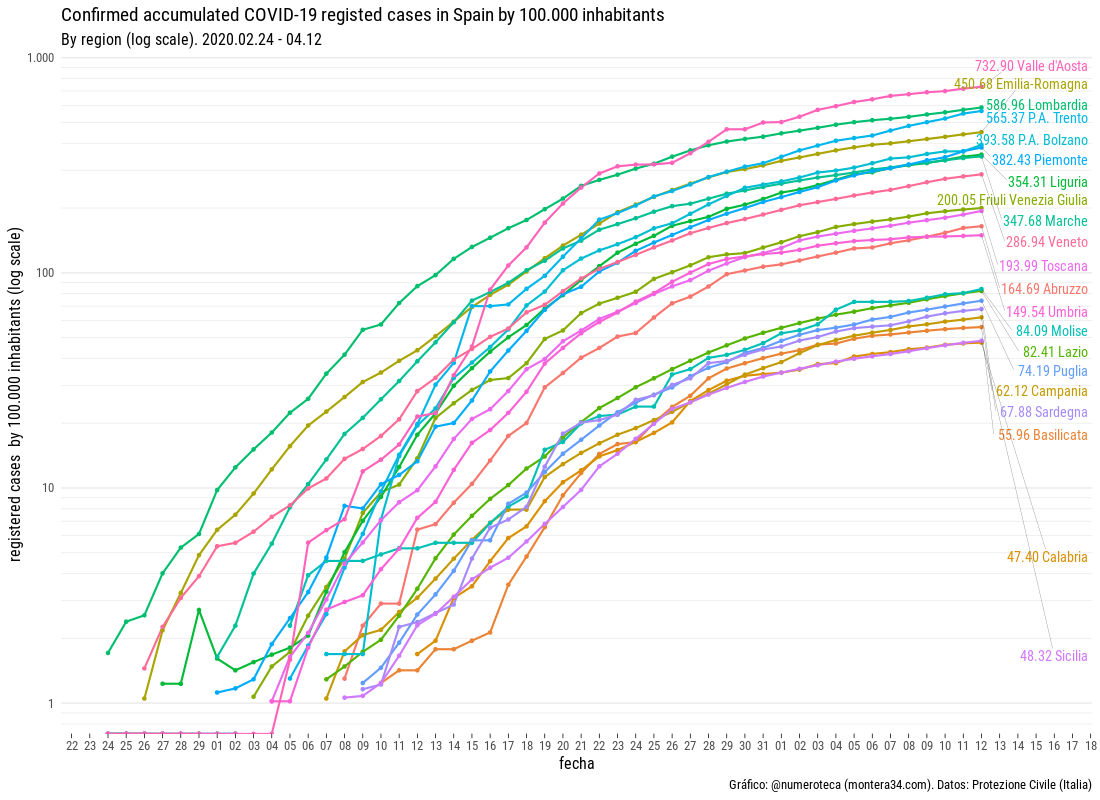 Confirmed accumulated COVID-19 registed cases in Spain by 100.000 inhabitants
By region (log scale). 2020.02.24 - 04.12
1.000
732.90 Valle d'Aosta
450.68 Emilia-Romagna
586.96 Lombardia
565.37 P.A. Trento
393.58 P.A. Bolzano
382.43 Piemonte
354.31 Liguria
200.05 Friuli Venezia Giulia
347.68 Marche
286.94 Veneto
100
193.99 Toscana
164.69 Abruzzo
149.54 Umbria
84.09 Molise
82.41 Lazio
74.19 Puglia
62.12 Campania
67.88 Sardegna
55.96 Basilicata
10
47.40 Calabria
48.32 Sicilia
1
registered cases by 100.000 inhabitants (log scale)
22 23 24 25 26 27 28 29 01 02 03 04 05 06 07 08 09 10 11 12 13 14 15 16 17 18 19 20 21 22 23 24 25 26 27 28 29 30 31 01 02 03 04 05 06 07 08 09 10 11 12 13 14 15 16 17 18
fecha
Gráfico: @numeroteca (montera34.com). Datos: Protezione Civile (Italia)